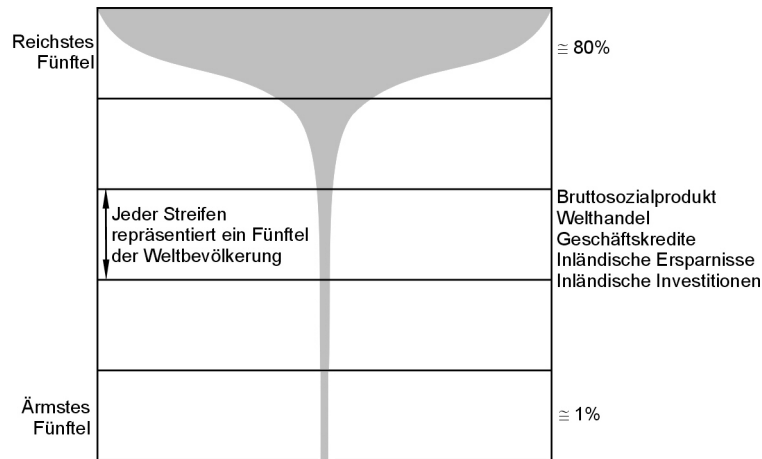 Reichstes
Fünftel
≅ 80%
Jeder Streifen
repräsentiert ein Fünftel
der Weltbevölkerung
Bruttosozialprodukt
Welthandel
Geschäftskredite
Inländische Ersparnisse
Inländische Investitionen
Ärmstes
Fünftel
≅ 1%